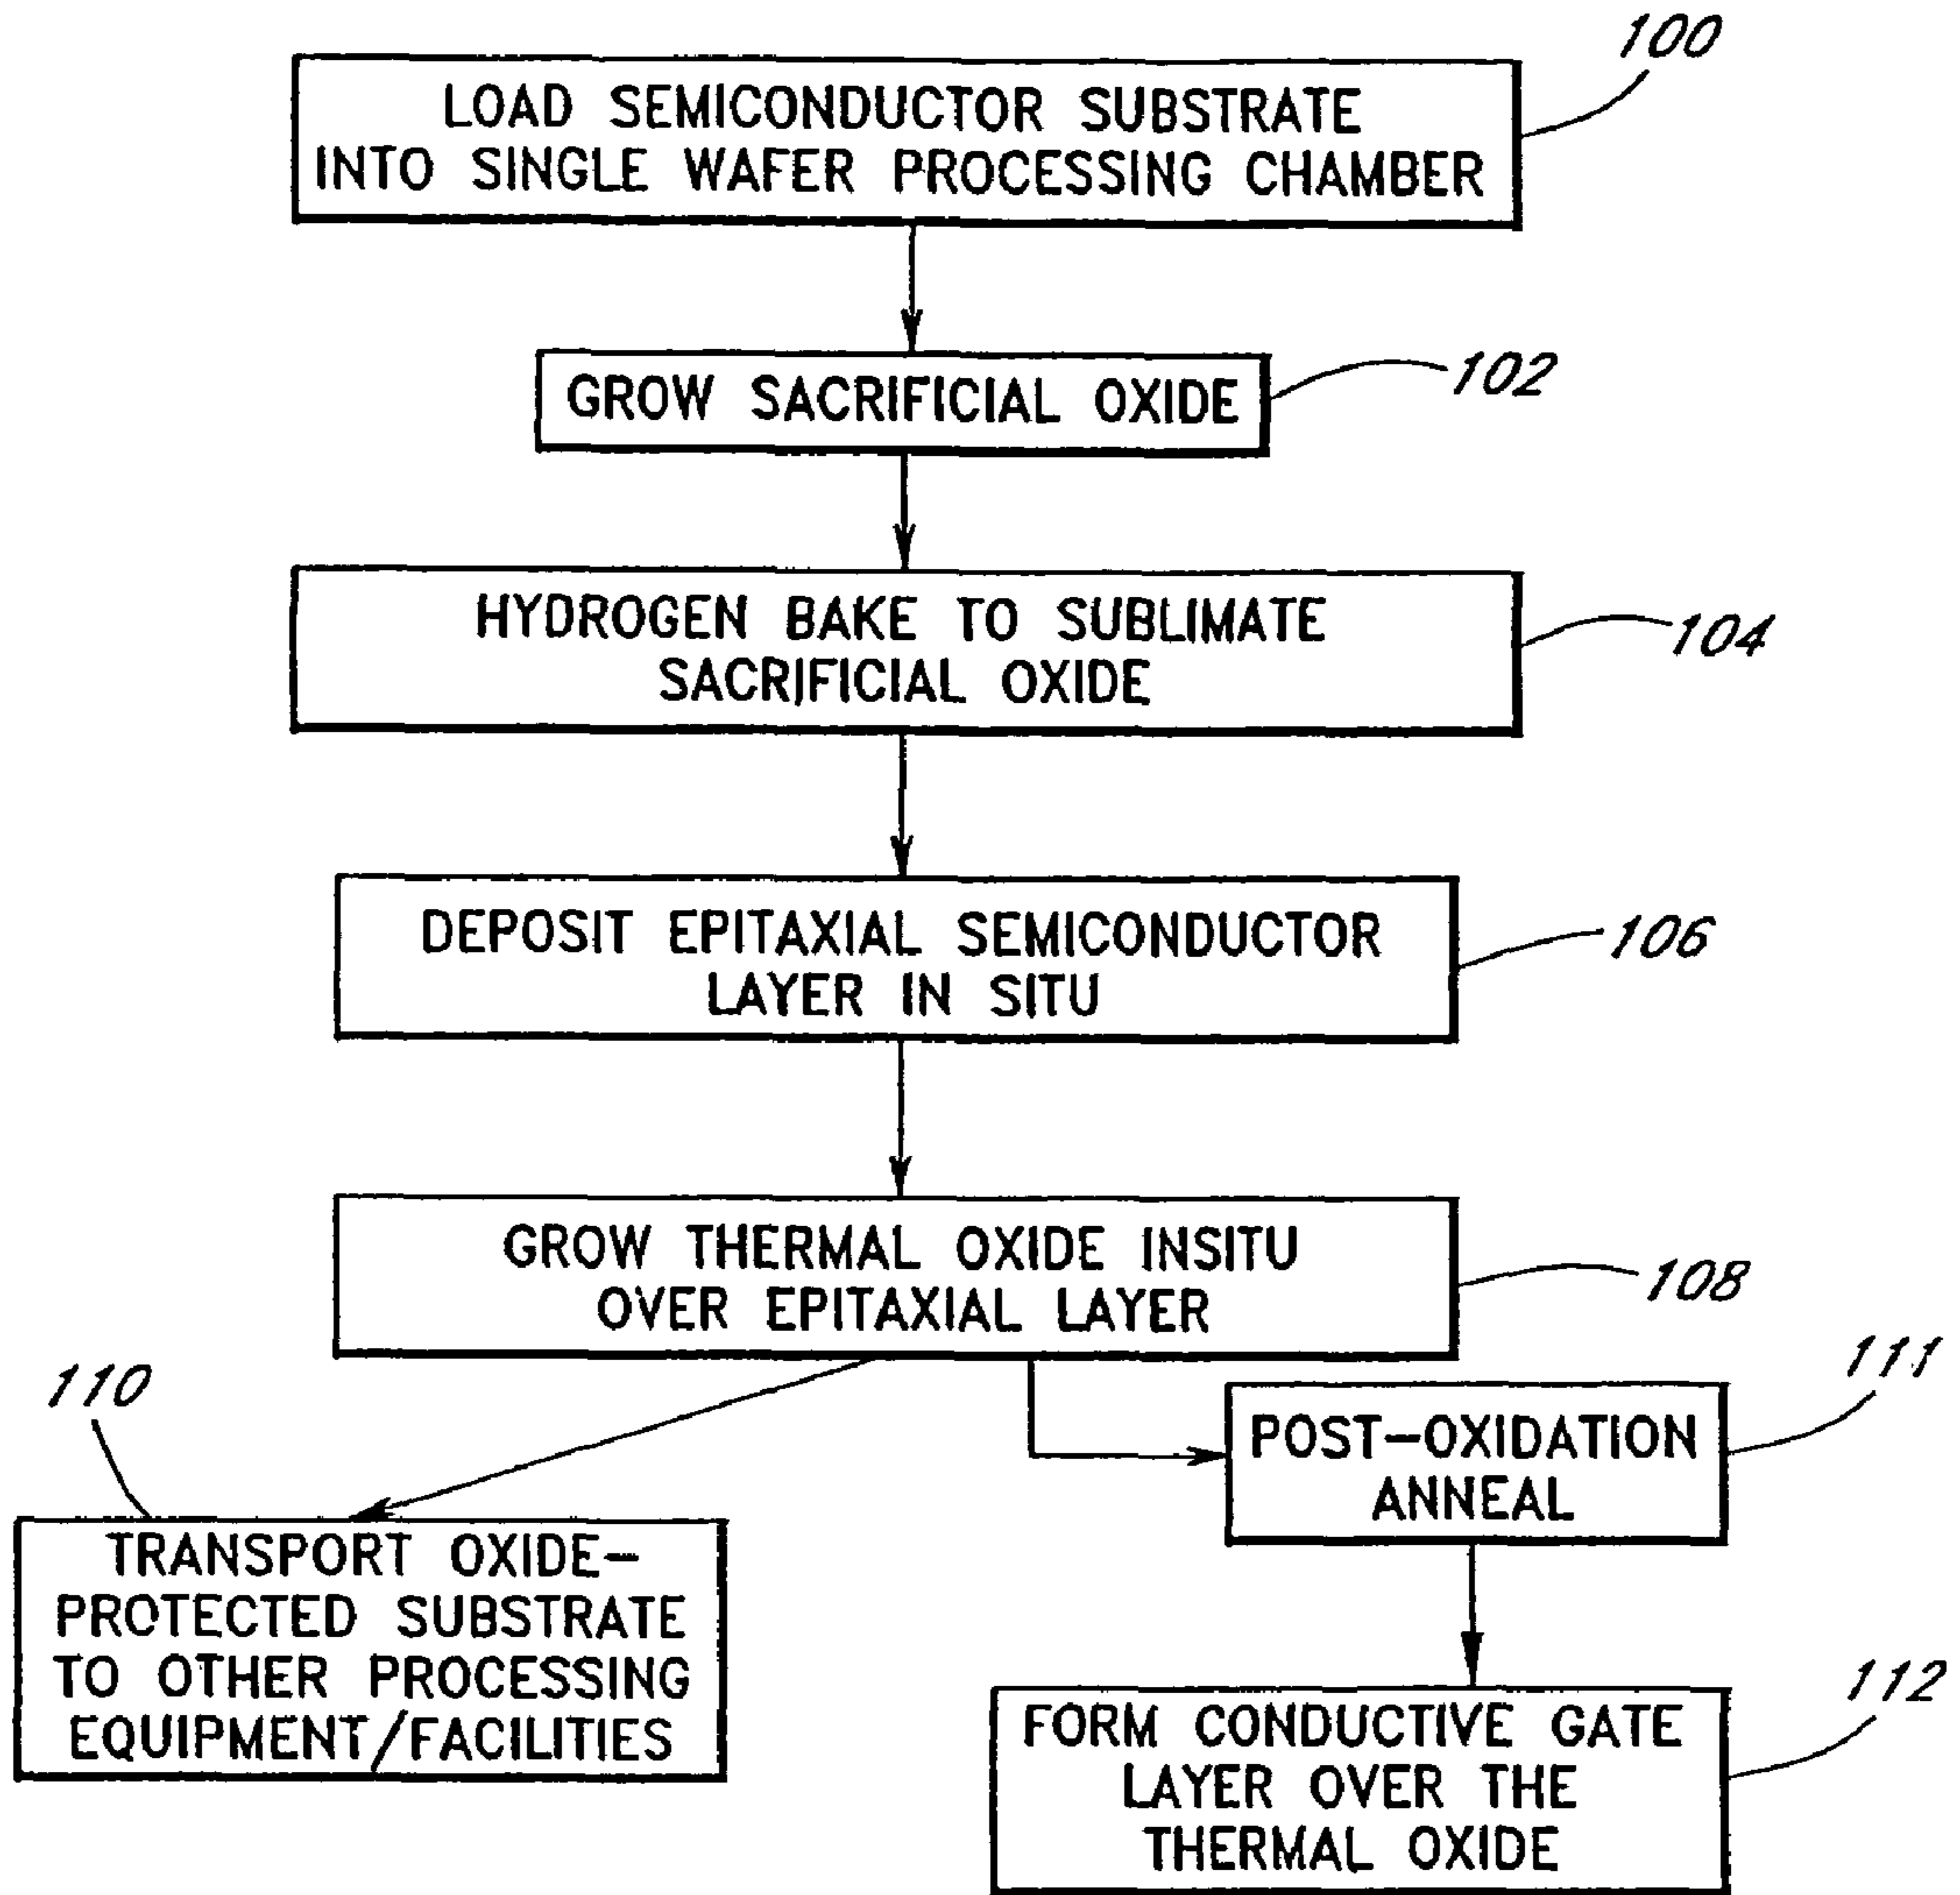 100
LOAD SEMICONDUCTOR SUBSTRATE
INTO SINGLE WAFER PROCESSING CHAMBER
GROW SACRIFICIAL OXIDE
102
HYDROGEN BAKE TO SUBLIMATE
SACRIFICIAL OXIDE
104
DEPOSIT EPITAXIAL SEMICONDUCTOR
LAYER IN SITU
106
GROW THERMAL OXIDE INSITU
OVER EPITAXIAL LAYER
108
110
TRANSPORT OXIDE-
PROTECTED SUBSTRATE
TO OTHER PROCESSING
EQUIPMENT/FACILITIES
111
POST-OXIDATION
ANNEAL
112
FORM CONDUCTIVE GATE
LAYER OVER THE
THERMAL OXIDE